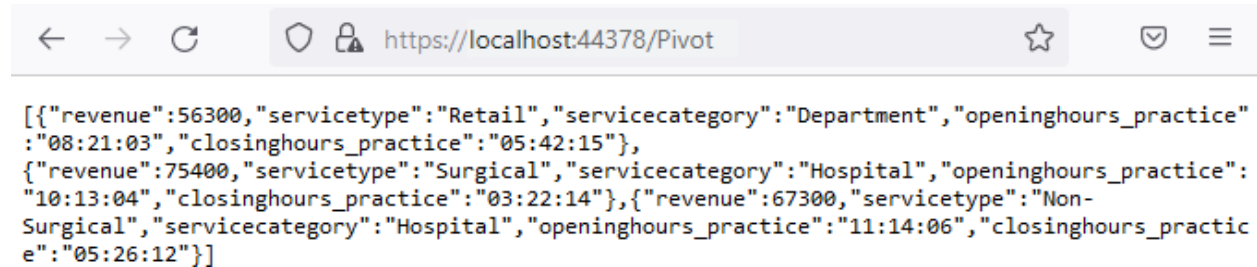 https://localhost:44378/Pivot
[{"revenue":56300,"servicetype":"Retail","servicecategory":"Department","openinghours_practice"
:"08:21:03","closinghours_practice":"05:42:15"},
{"revenue":75400,"servicetype":"Surgical","servicecategory":"Hospital","openinghours_practice":
"10:13:04","closinghours_practice":"03:22:14"},{"revenue":67300,"servicetype":"Non-
Surgical","servicecategory":"Hospital","openinghours_practice":"11:14:06","closinghours_practic
e":"05:26:12"}]